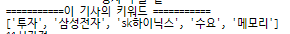 ===========이 기사의 키워드 ===========
['투자', '삼성전자', 'sk하이닉스', '수요', '메모리']